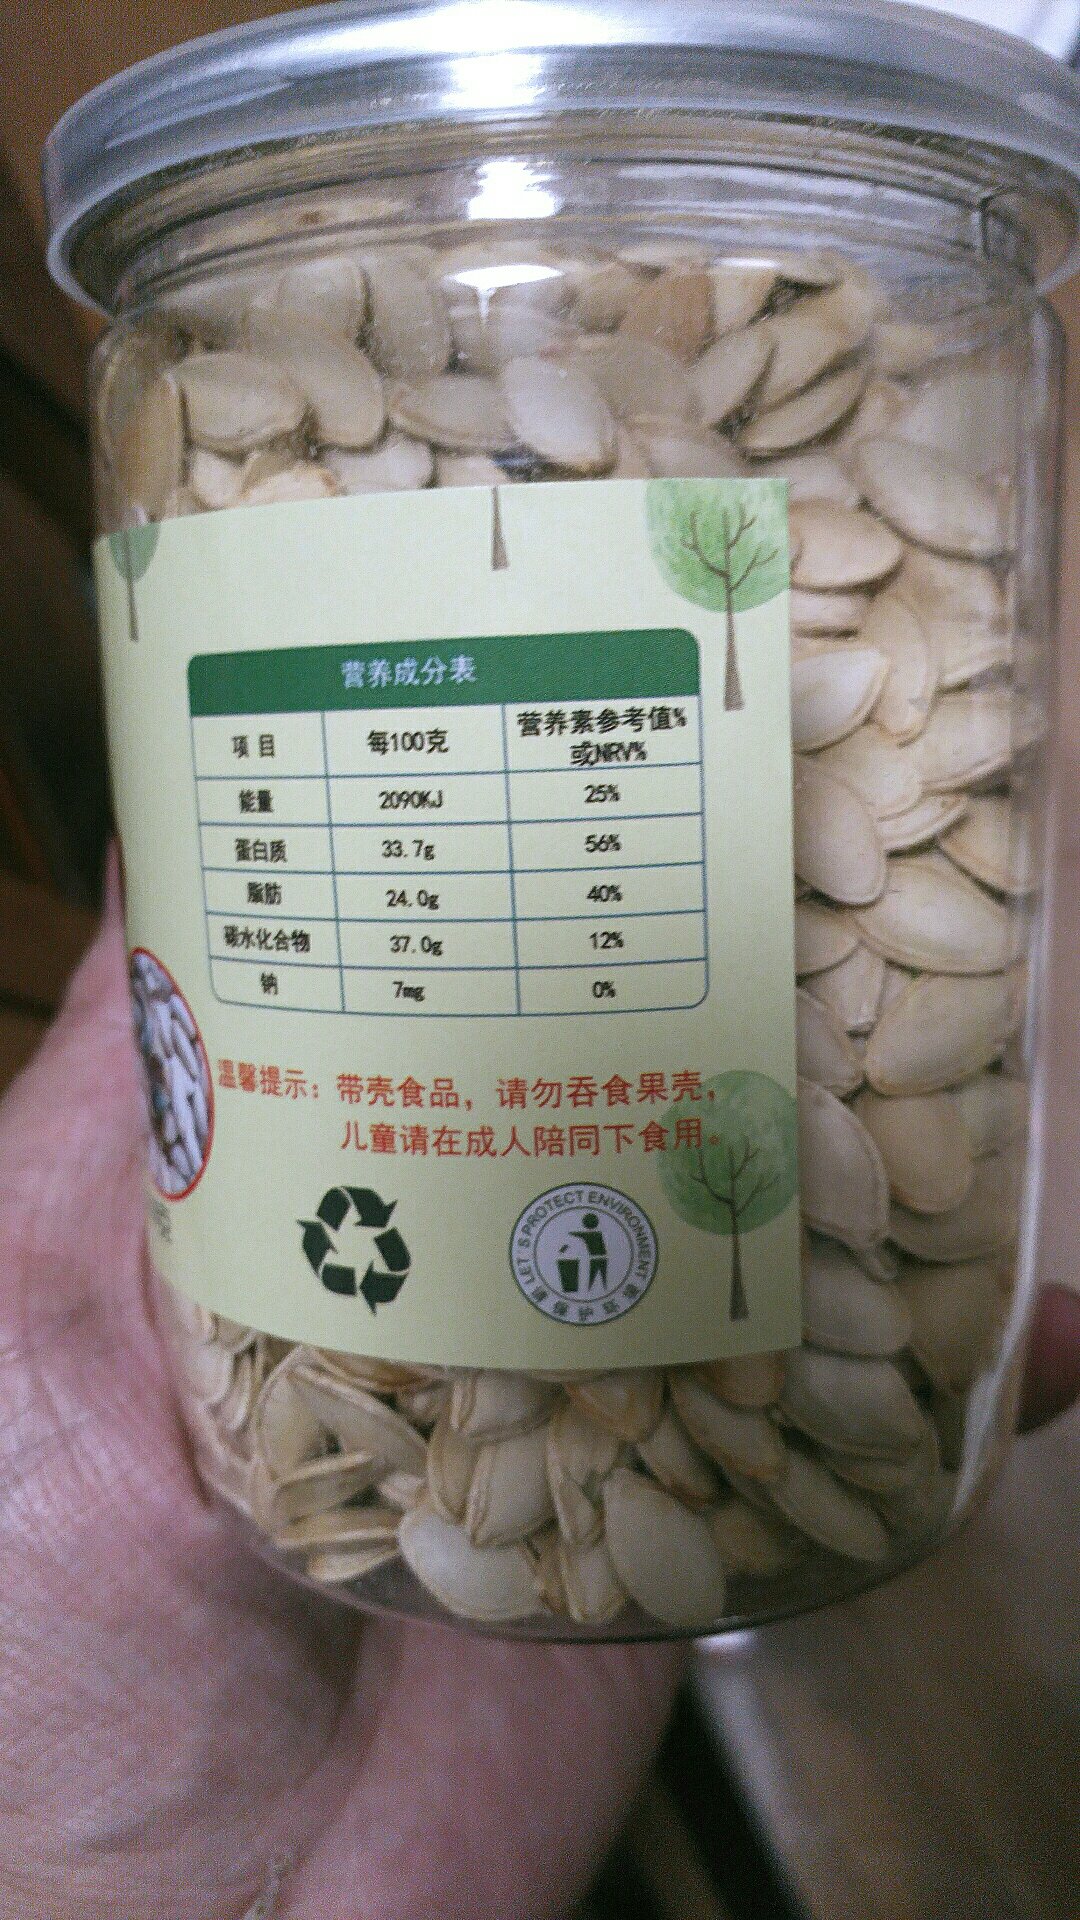 营养成分表
项目 每100克 营养素参考值%
或NRV%
能量 2090KJ 25%
蛋白质 33.7g 56%
脂肪 24.0g 40%
碳水化合物 37.0g 12%
钠 7mg 0%
温馨提示：带壳食品，请勿吞食果壳，
儿童请在成人陪同下食用。
LET'S PROTECT ENVIRONMENT